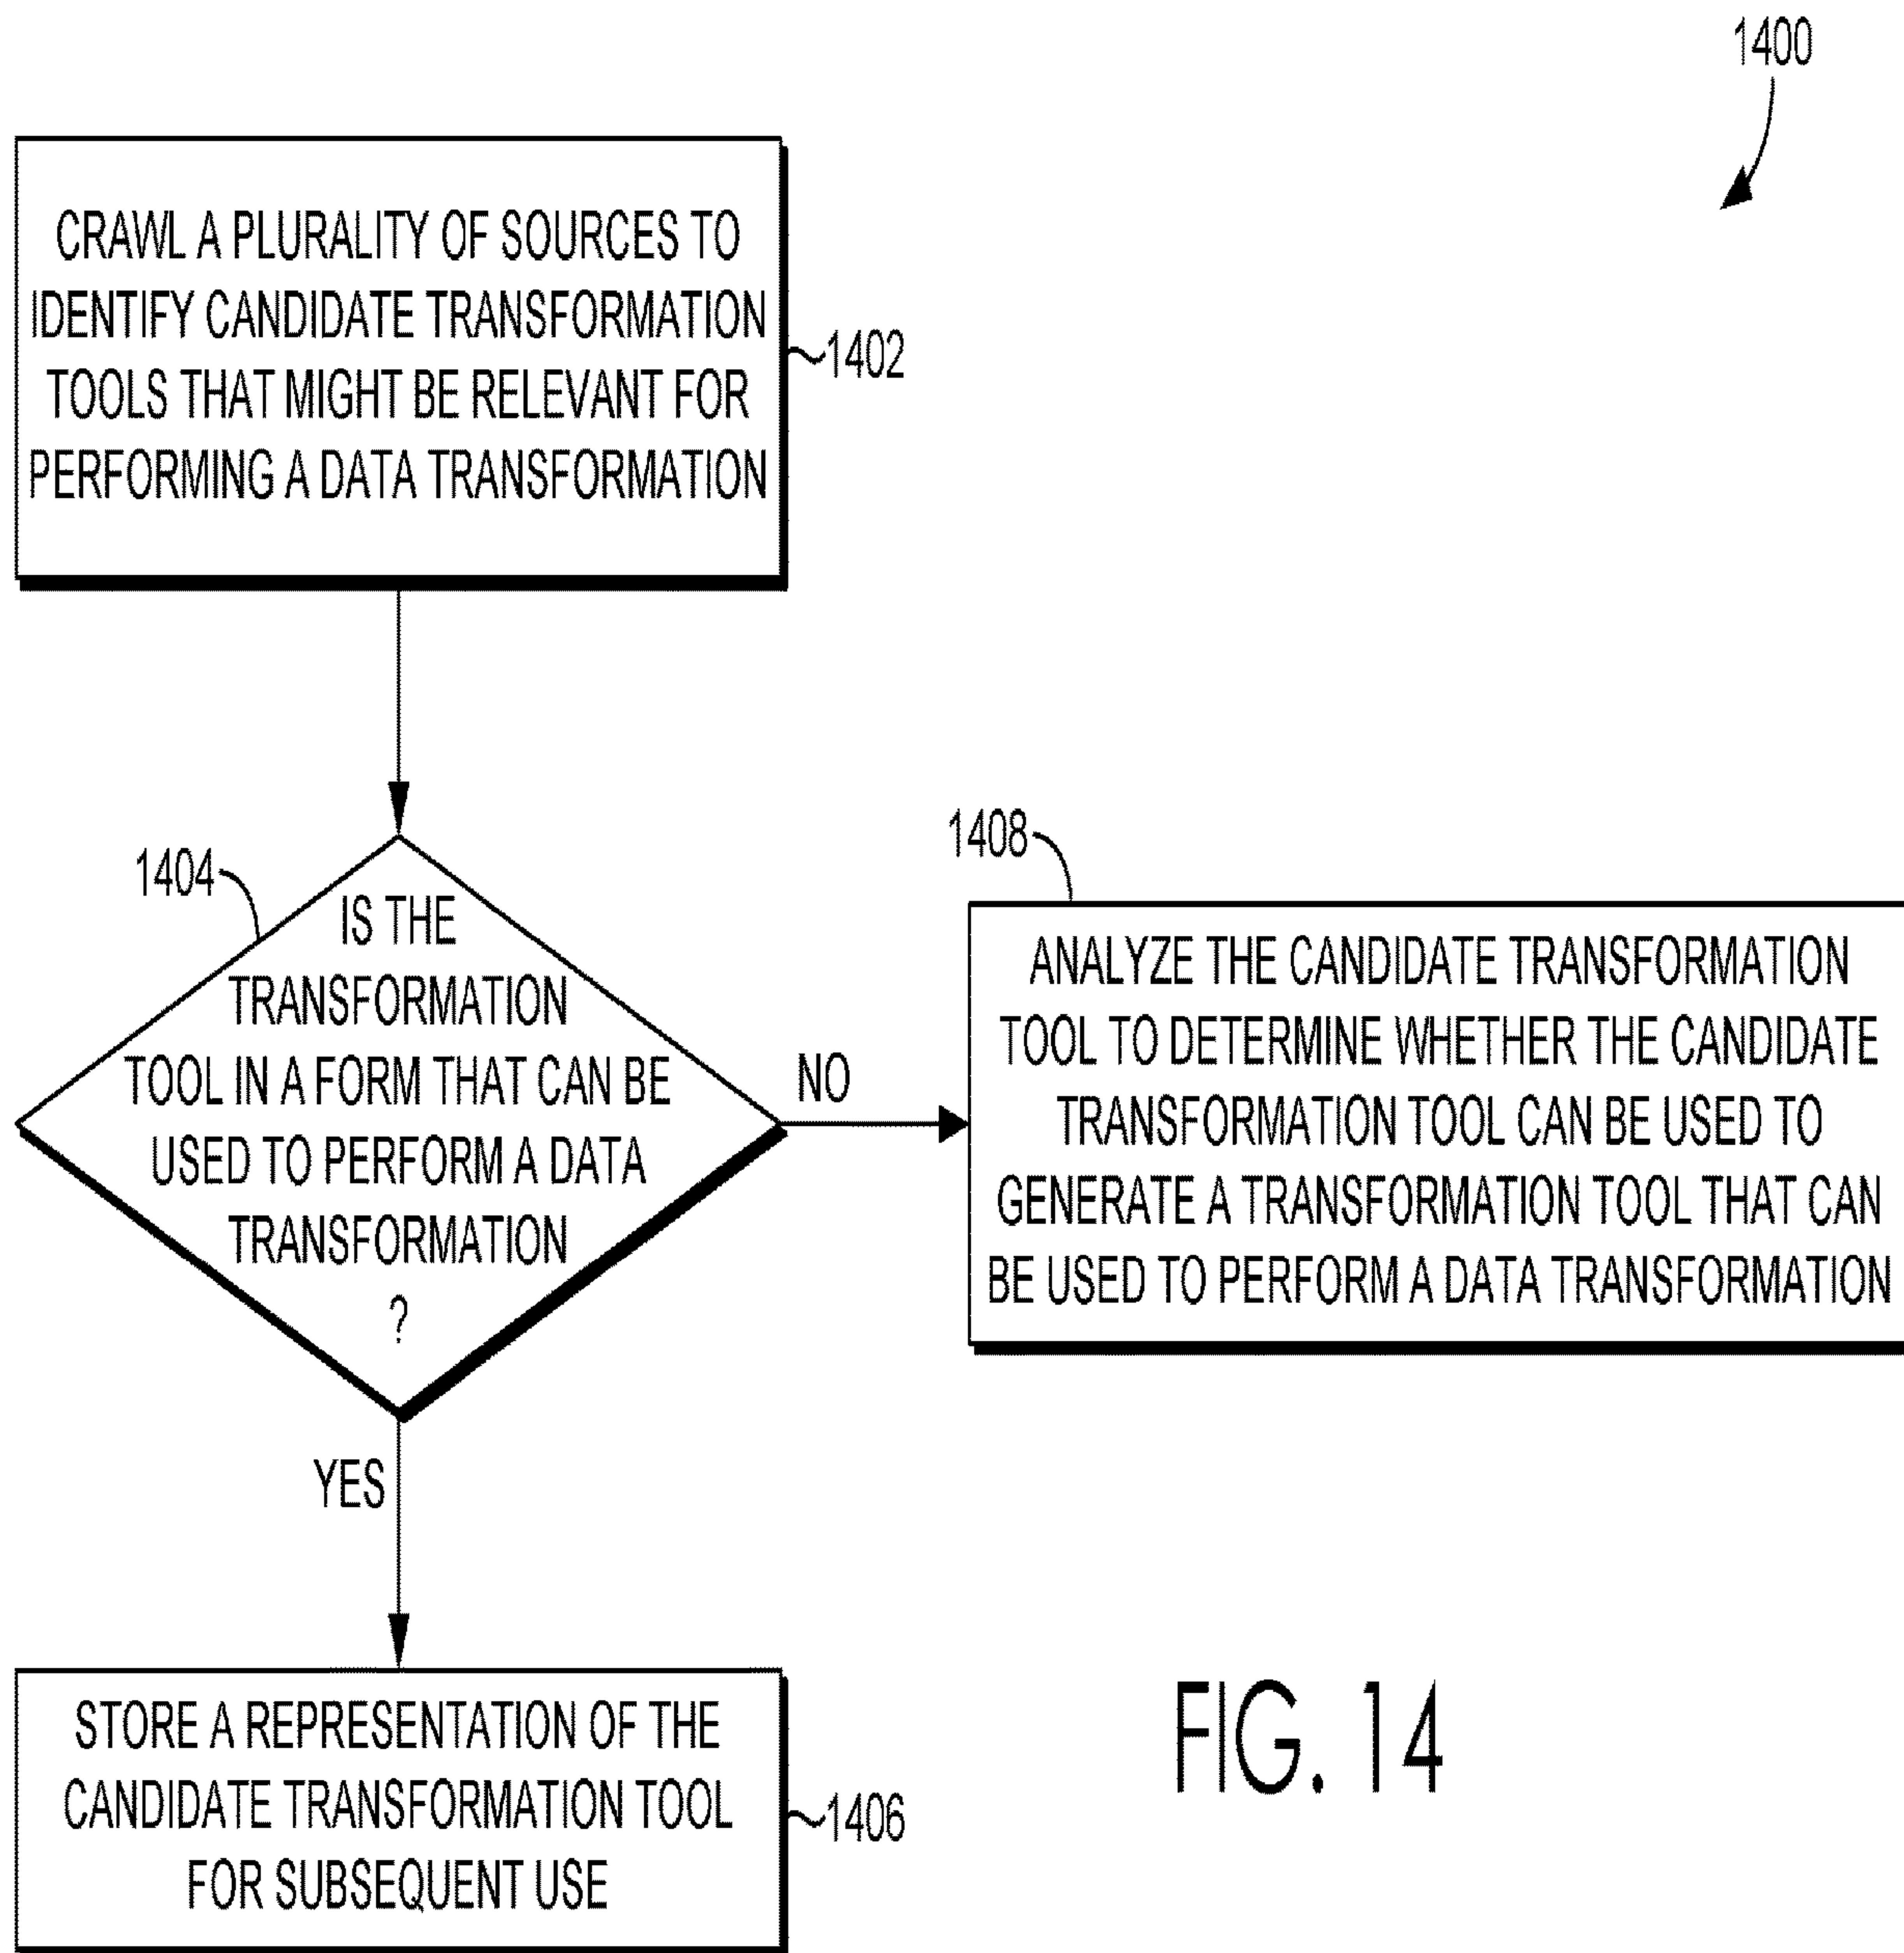 1400
CRAWL A PLURALITY OF SOURCES TO
IDENTIFY CANDIDATE TRANSFORMATION
TOOLS THAT MIGHT BE RELEVANT FOR
PERFORMING A DATA TRANSFORMATION
1402
1404
IS THE
TRANSFORMATION
TOOL IN A FORM THAT CAN BE
USED TO PERFORM A DATA
TRANSFORMATION
?
NO
1408
ANALYZE THE CANDIDATE TRANSFORMATION
TOOL TO DETERMINE WHETHER THE CANDIDATE
TRANSFORMATION TOOL CAN BE USED TO
GENERATE A TRANSFORMATION TOOL THAT CAN
BE USED TO PERFORM A DATA TRANSFORMATION
YES
STORE A REPRESENTATION OF THE
CANDIDATE TRANSFORMATION TOOL
FOR SUBSEQUENT USE
1406
FIG. 14